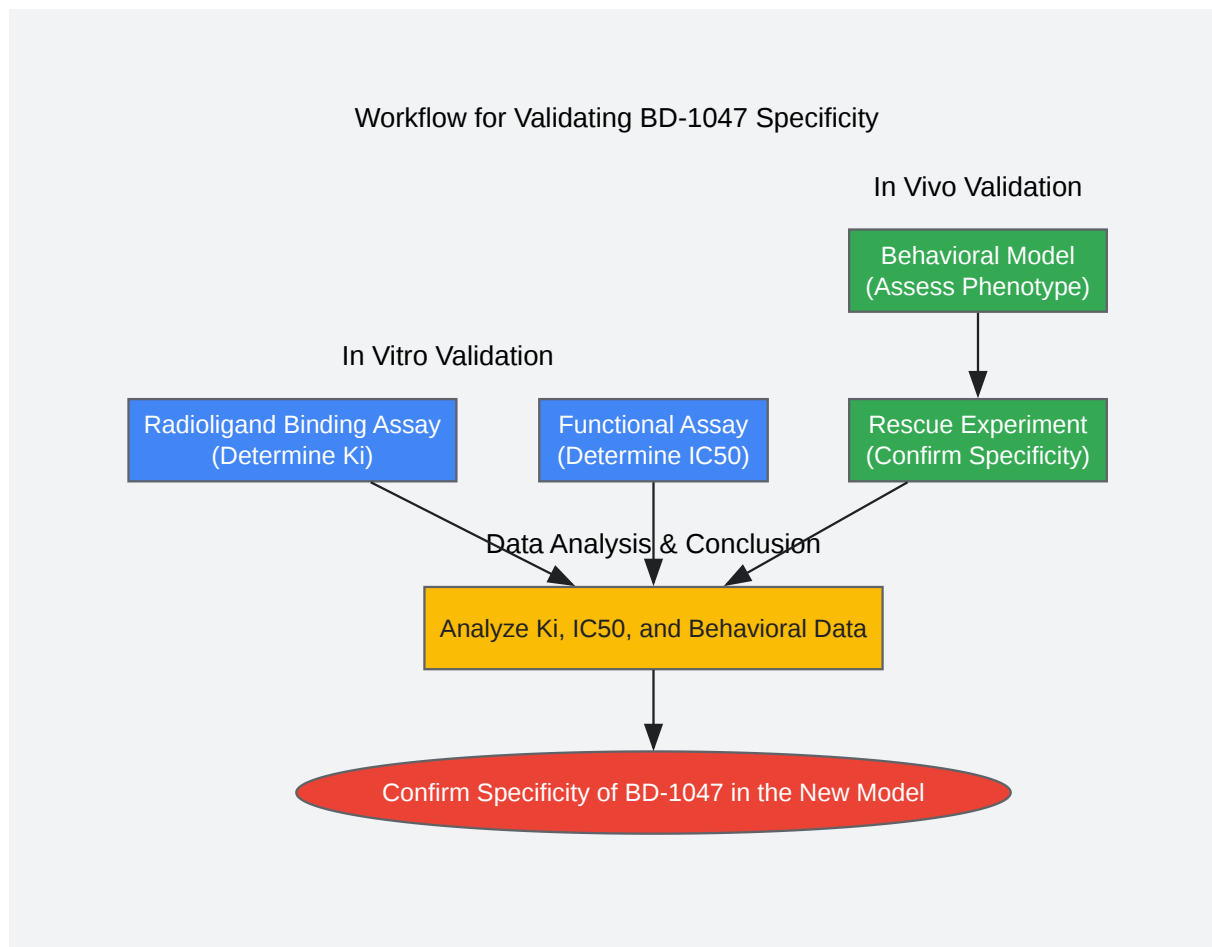 Workflow for Validating BD-1047 Specificity
In Vivo Validation
Behavioral Model
(Assess Phenotype)
In Vitro Validation
Radioligand Binding Assay
(Determine Ki)
Functional Assay
(Determine IC50)
Rescue Experiment
(Confirm Specificity)
Data Analysis & Conclusion
Analyze Ki, IC50, and Behavioral Data
Confirm Specificity of BD-1047 in the New Model